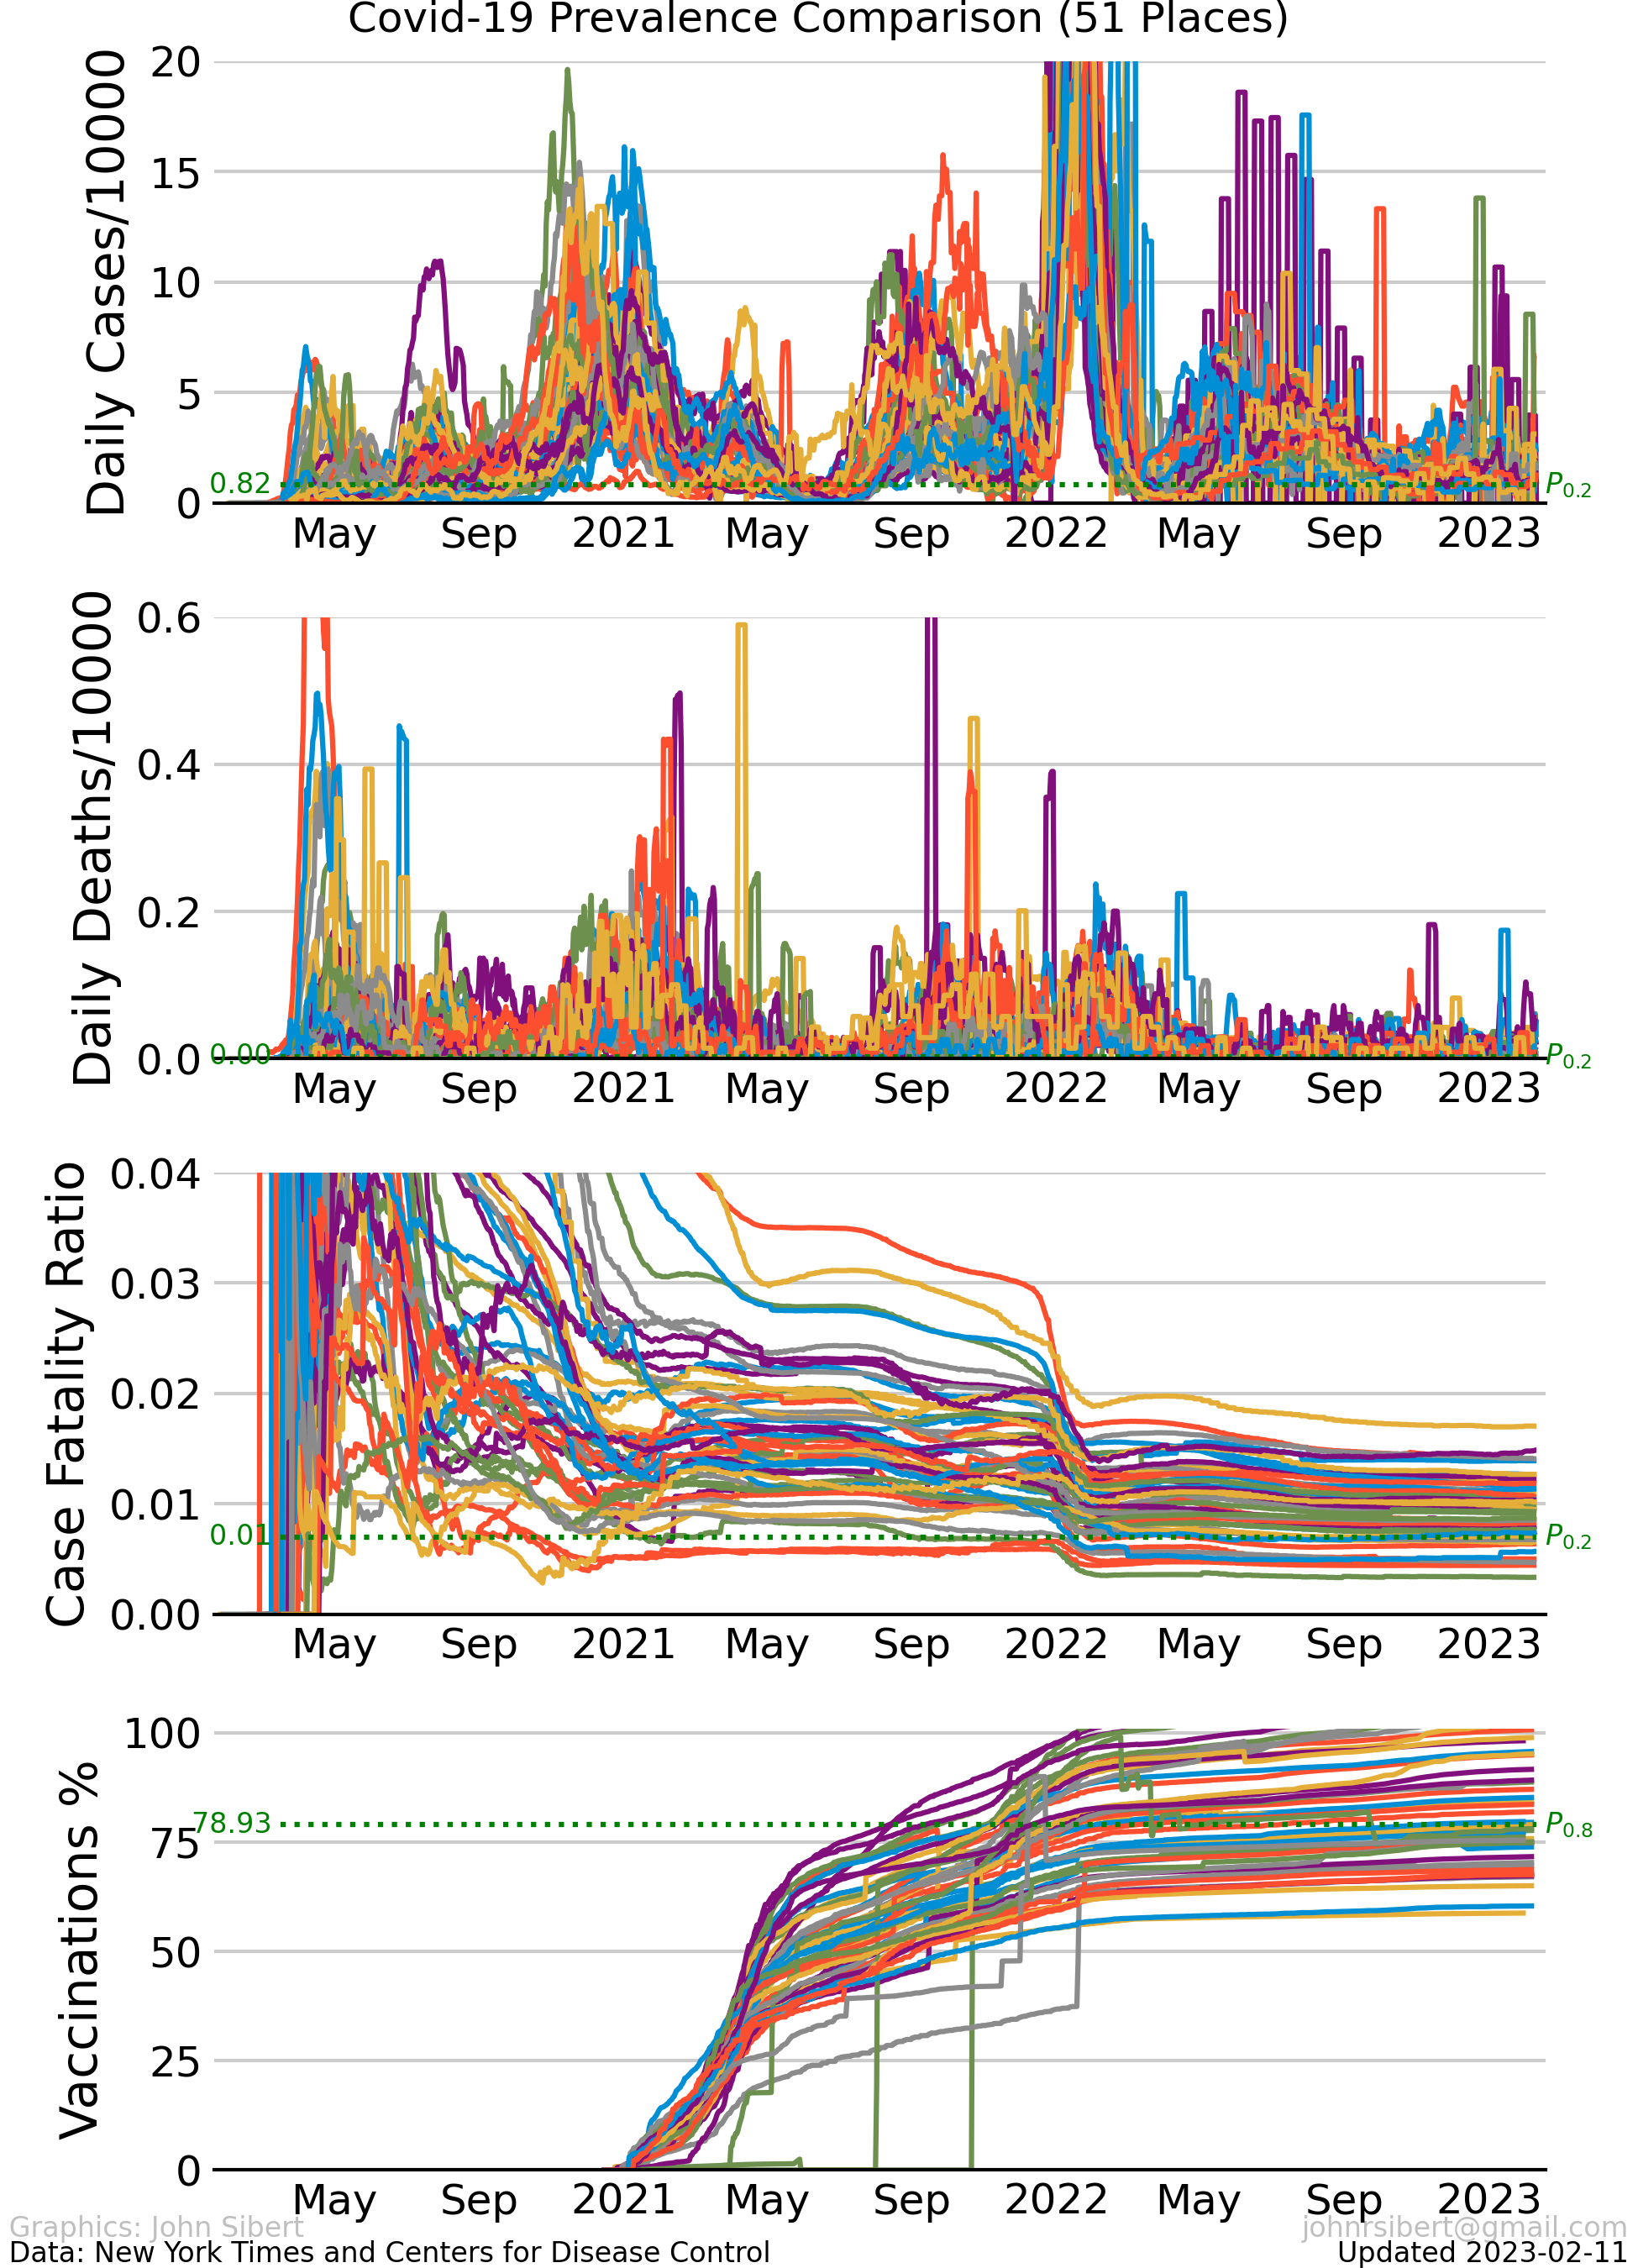 Covid-19 Prevalence Comparison (51 Places)
Daily Cases/10000
20
15
10
5
0
0.82
P0.2
May Sep 2021 May Sep 2022 May Sep 2023
Daily Deaths/10000
0.6
0.4
0.2
0.0
0.00
P0.2
May Sep 2021 May Sep 2022 May Sep 2023
Case Fatality Ratio
0.04
0.03
0.02
0.01
0.00
0.01
P0.2
May Sep 2021 May Sep 2022 May Sep 2023
Vaccinations %
100
75
50
25
0
78.93
P0.8
May Sep 2021 May Sep 2022 May Sep 2023
Graphics: John Sibert johnrsibert@gmail.com
Data: New York Times and Centers for Disease Control Updated 2023-02-11